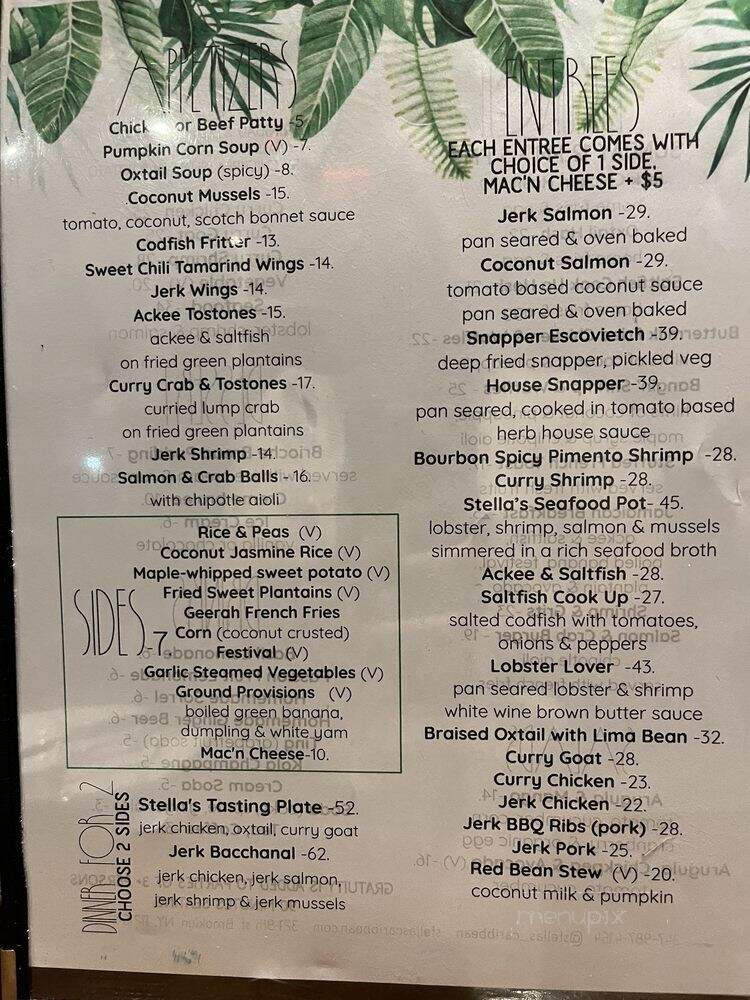 APPETIZERS
or Beef Patty -5.
Pumpkin Corn Soup (V) -7.
Oxtail Soup (spicy) -8.
Coconut Mussels -15.
tomato, coconut, scotch bonnet sauce
Codfish Fritter -13.
Sweet Chili Tamarind Wings -14.
Jerk Wings -14.
Ackee Tostones -15.
ackee & saltfish
on fried green plantains
Curry Crab & Tostones -17.
curried lump crab
on fried green plantains
Jerk Shrimp -14.
Salmon & Crab Balls - 16.
with chipotle aioli
SIDES -7.
Rice & Peas (V)
Coconut Jasmine Rice (V)
Maple-whipped sweet potato (V)
Fried Sweet Plantains (V)
Geerah French Fries
Corn (coconut crusted)
Festival (V)
Garlic Steamed Vegetables (V)
Ground Provisions (V)
boiled green banana,
dumpling & white yam
Mac'n Cheese-10.
DINNER FOR 2
CHOOSE 2 SIDES
Stella's Tasting Plate -52.
jerk chicken, oxtail, curry goat
Jerk Bacchanal -62.
jerk chicken, jerk salmon,
jerk shrimp & jerk mussels
ENTREES
EACH ENTREE COMES WITH
CHOICE OF 1 SIDE.
MAC'N CHEESE + $5
Jerk Salmon -29.
pan seared & oven baked
Coconut Salmon -29.
tomato based coconut sauce
pan seared & oven baked
Snapper Escovietch -39.
deep fried snapper, pickled veg
House Snapper -39.
pan seared, cooked in tomato based
herb house sauce
Bourbon Spicy Pimento Shrimp -28.
Curry Shrimp -28.
Stella's Seafood Pot- 45.
lobster, shrimp, salmon & mussels
simmered in a rich seafood broth
Ackee & Saltfish -28.
Saltfish Cook Up -27.
salted codfish with tomatoes,
onions & peppers
Lobster Lover -43.
pan seared lobster & shrimp
white wine brown butter sauce
Braised Oxtail with Lima Bean -32.
Curry Goat -28.
Curry Chicken -23.
Jerk Chicken -22.
Jerk BBQ Ribs (pork) -28.
Jerk Pork -25.
Red Bean Stew (V) -20.
coconut milk & pumpkin
menupix